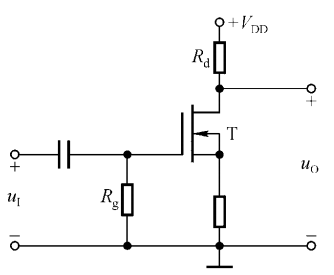 +V_DD
R_d
+
T
+
u_I
R_g
u_O
−
−